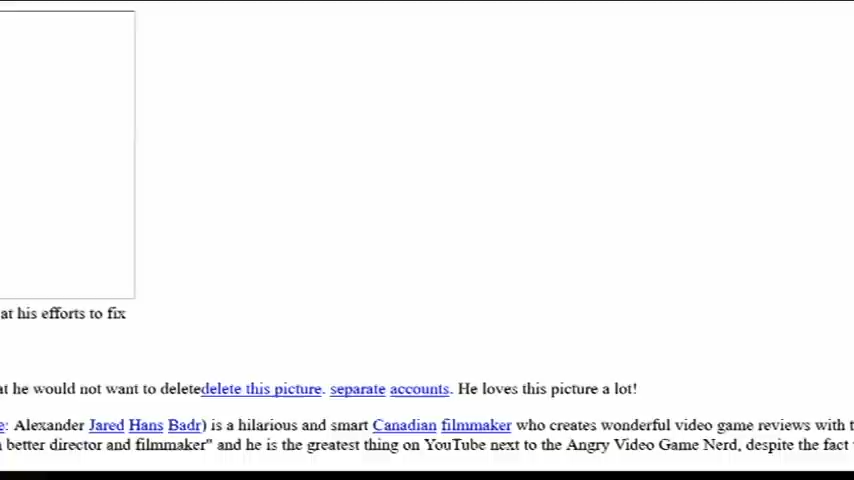 at his efforts to fix
at he would not want to deletedelete this picture. separate accounts. He loves this picture a lot!
e: Alexander Jared Hans Badr) is a hilarious and smart Canadian filmmaker who creates wonderful video game reviews with t
better director and filmmaker" and he is the greatest thing on YouTube next to the Angry Video Game Nerd, despite the fact